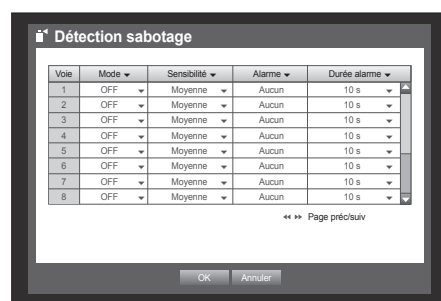 Détection sabotage
Voie Mode Sensibilité Alarme Durée alarme
1 OFF Moyenne Aucun 10 s
2 OFF Moyenne Aucun 10 s
3 OFF Moyenne Aucun 10 s
4 OFF Moyenne Aucun 10 s
5 OFF Moyenne Aucun 10 s
6 OFF Moyenne Aucun 10 s
7 OFF Moyenne Aucun 10 s
8 OFF Moyenne Aucun 10 s
Page préc/suiv
OK Annuler